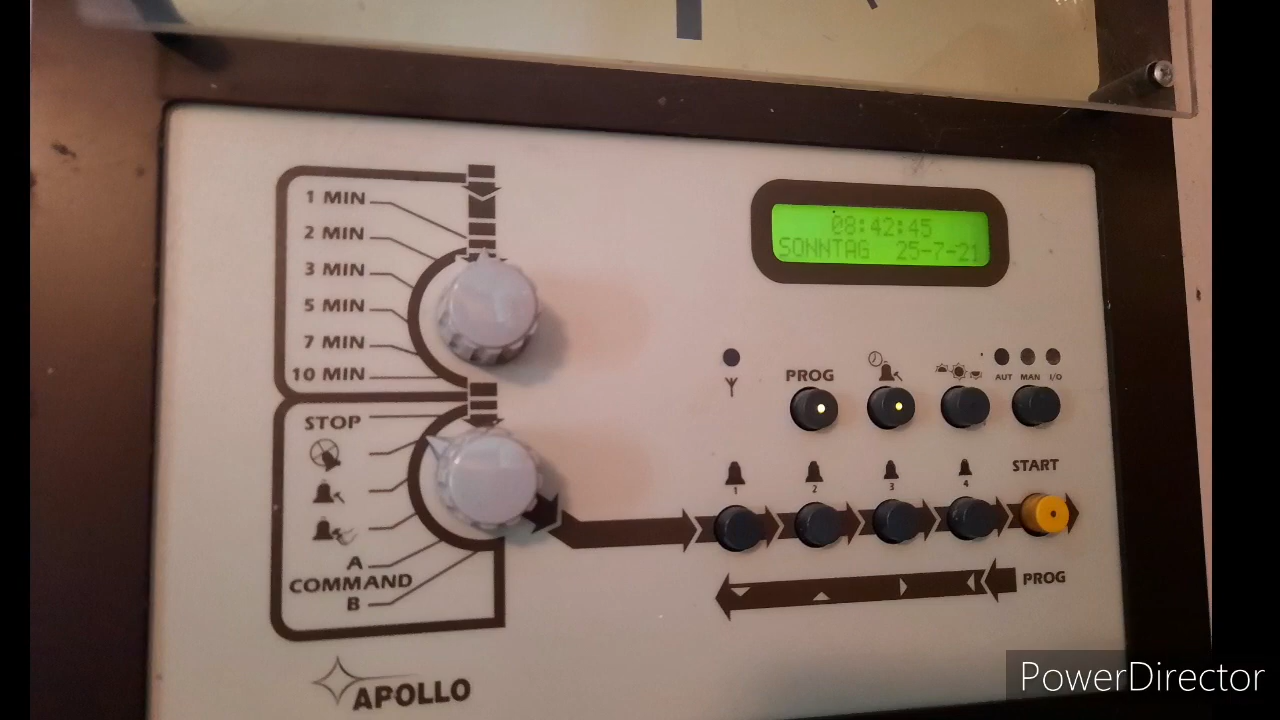 1 MIN
2 MIN
3 MIN
5 MIN
7 MIN
10 MIN
STOP
A
COMMAND
B
APOLLO
08:42:45
SONNTAG 25-7-21
PROG
AUT MAN I/O
1 2 3 4 START
PROG
PowerDirector